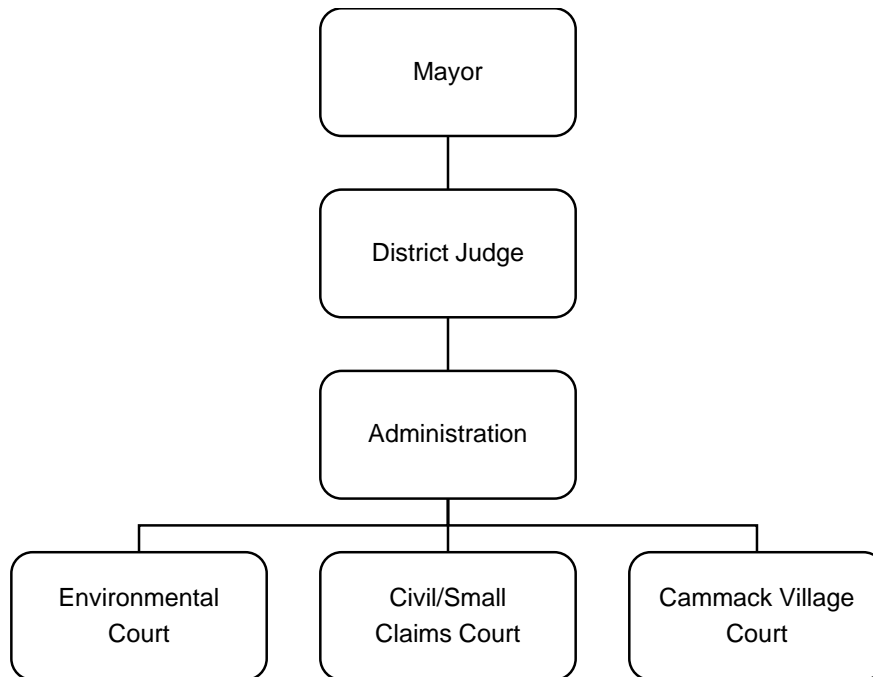 Mayor
District Judge
Administration
Environmental
Court
Civil/Small
Claims Court
Cammack Village
Court